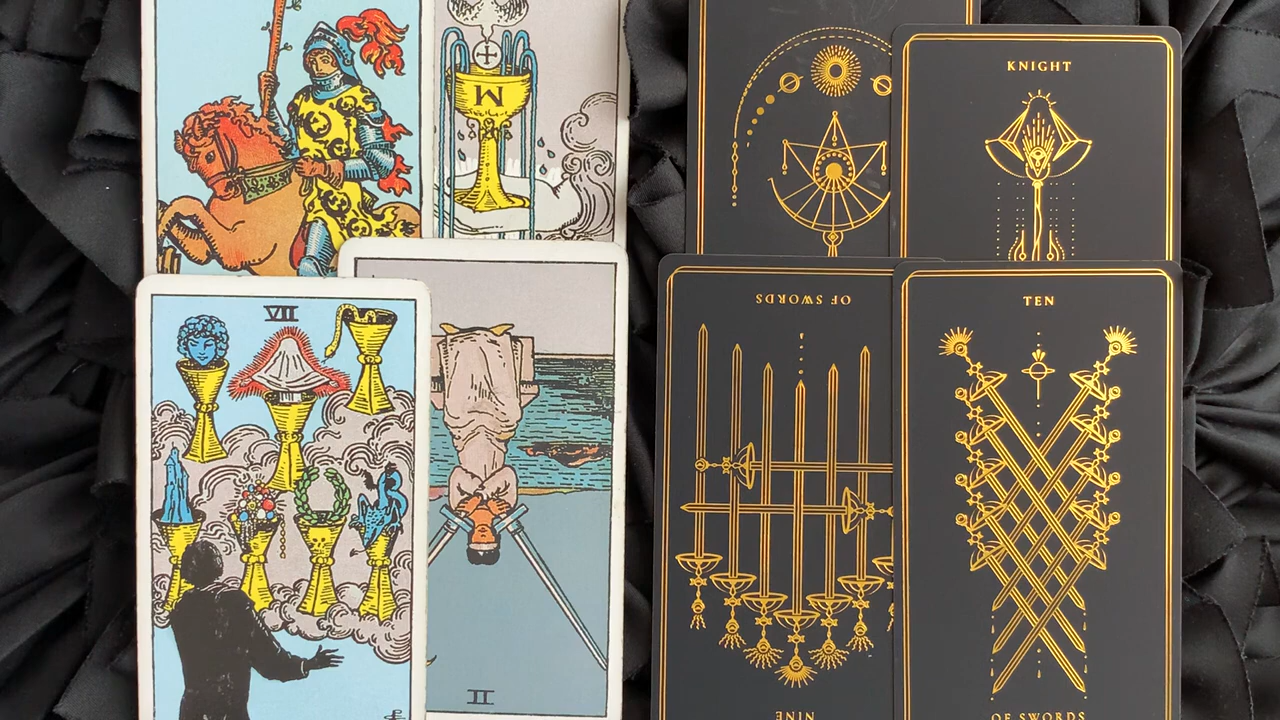 M
KNIGHT
VII
OF SWORDS
TEN
II
NINE
OF SWORDS